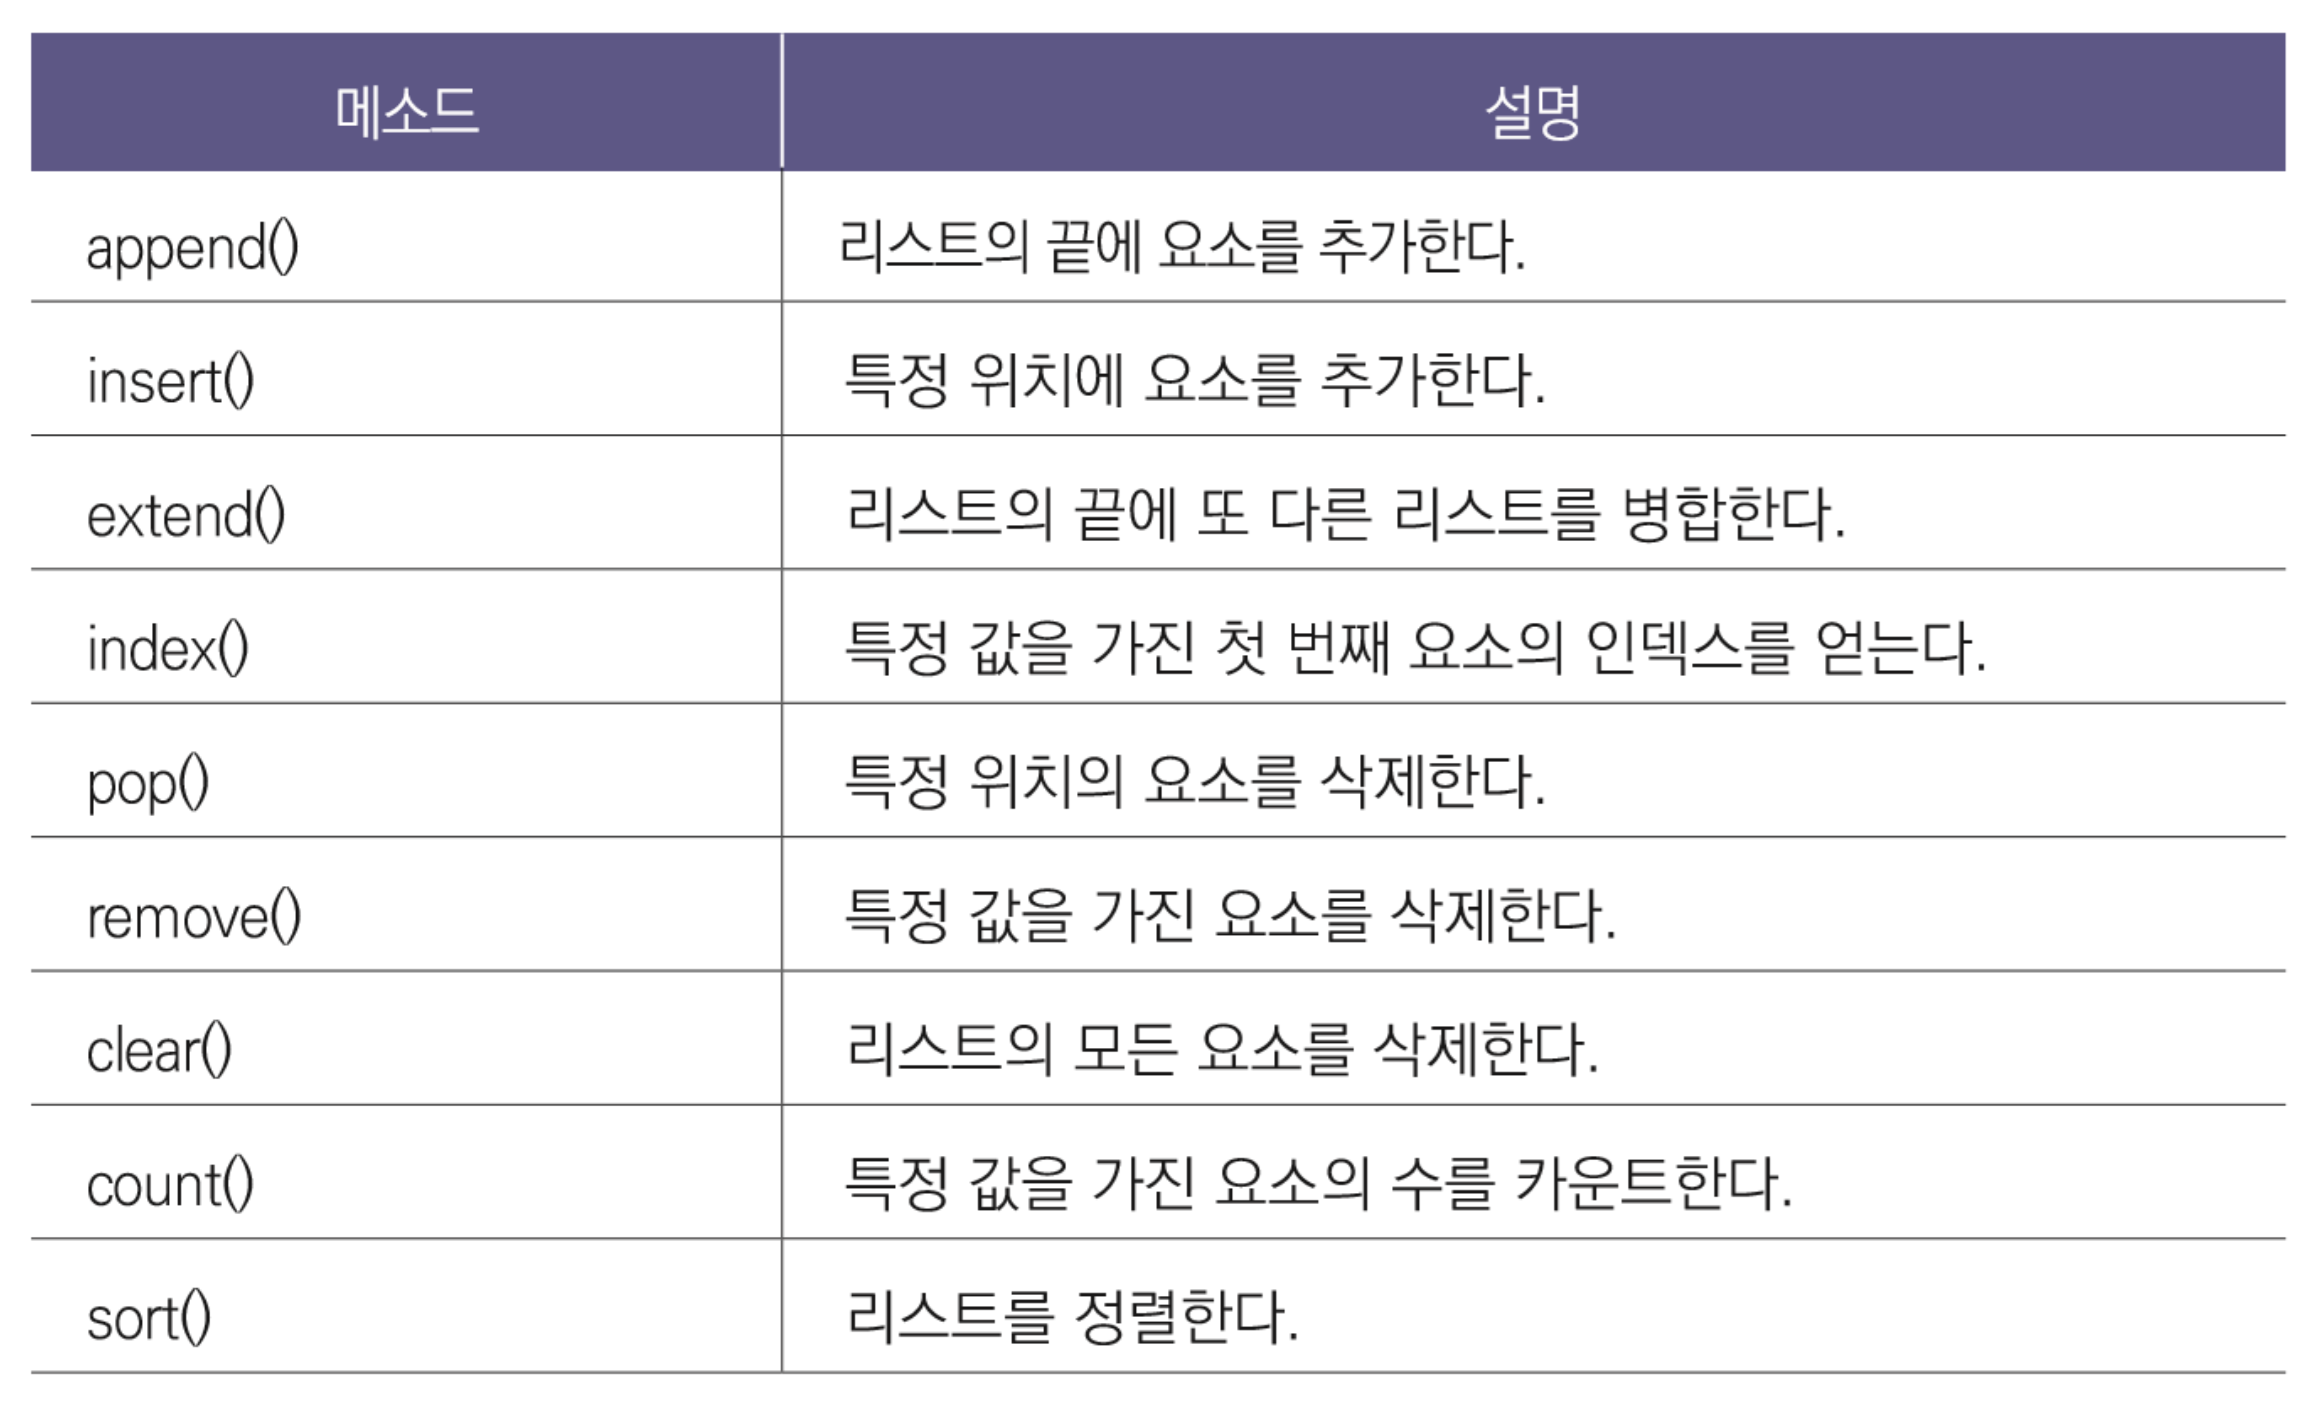 메소드 설명
append() 리스트의 끝에 요소를 추가한다.
insert() 특정 위치에 요소를 추가한다.
extend() 리스트의 끝에 또 다른 리스트를 병합한다.
index() 특정 값을 가진 첫 번째 요소의 인덱스를 얻는다.
pop() 특정 위치의 요소를 삭제한다.
remove() 특정 값을 가진 요소를 삭제한다.
clear() 리스트의 모든 요소를 삭제한다.
count() 특정 값을 가진 요소의 수를 카운트한다.
sort() 리스트를 정렬한다.